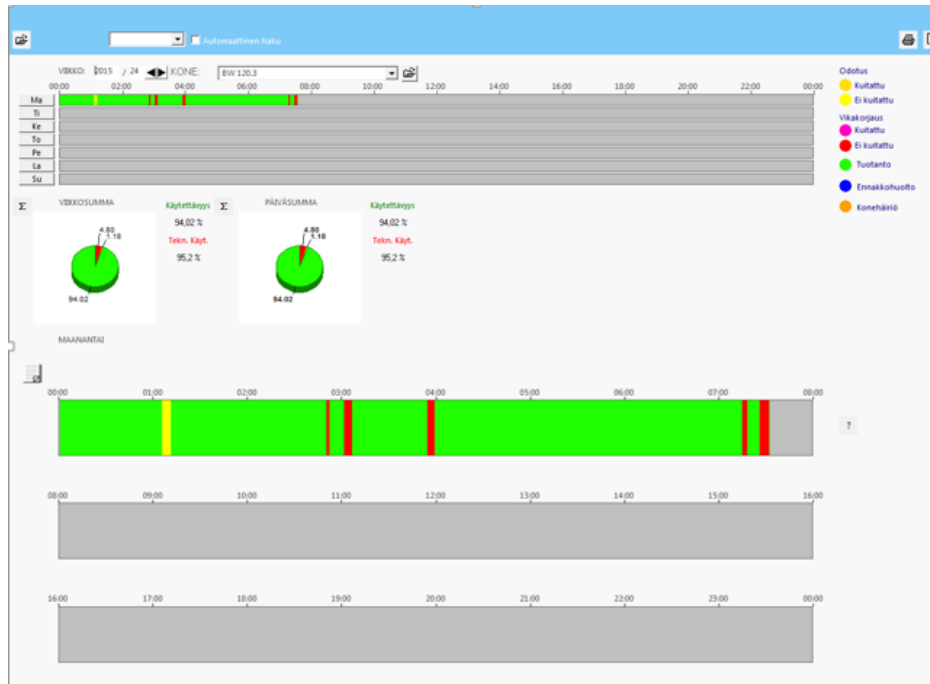 Automaattinen haku
VIIKKO: 2015 / 24 KONE: BW 120.3
00:00 02:00 04:00 06:00 08:00 10:00 12:00 14:00 16:00 18:00 20:00 22:00 00:00
Ma
Ti
Ke
To
Pe
La
Su
Odotus
Kuitattu
Ei kuitattu
Vikakorjaus
Kuitattu
Ei kuitattu
Tuotanto
Ennakkohuolto
Konehäiriö
Σ VIIKKOSUMMA
4.80
1.18
94.02
Käytettävyys
94,02 %
Tekn. Käyt.
95,2 %
Σ PÄIVÄSUMMA
4.80
1.18
94.02
Käytettävyys
94,02 %
Tekn. Käyt.
95,2 %
MAANANTAI
00:00 01:00 02:00 03:00 04:00 05:00 06:00 07:00 08:00
?
08:00 09:00 10:00 11:00 12:00 13:00 14:00 15:00 16:00
16:00 17:00 18:00 19:00 20:00 21:00 22:00 23:00 00:00